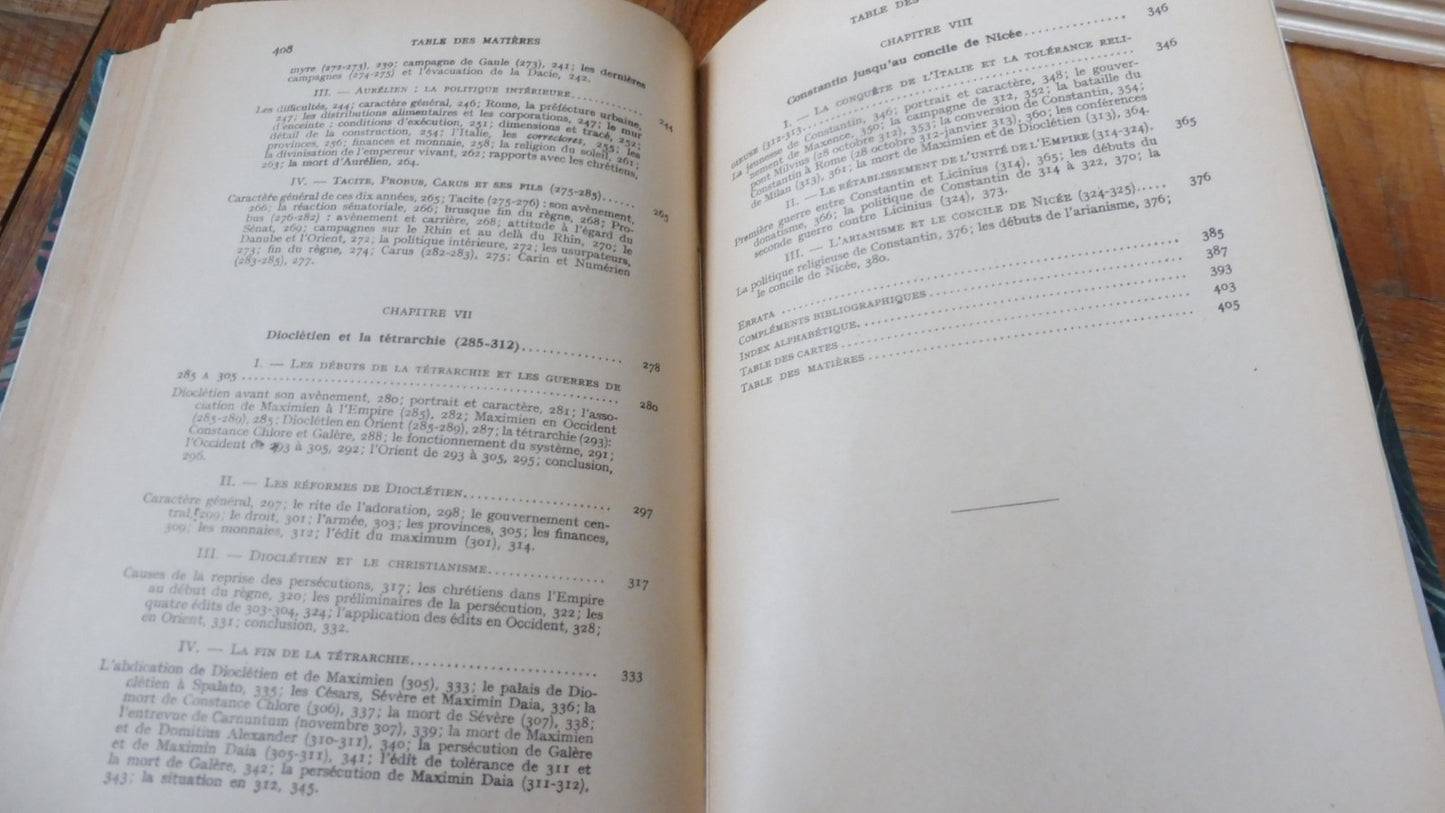 408
TABLE DES MATIÈRES
myre (272-273), 239; campagne de Gaule (273), 241; les dernières
campagnes (274-275) et l'évacuation de la Dacie, 242.
III. — AURÉLIEN : LA POLITIQUE INTÉRIEURE.................. 244
Les difficultés, 244; caractère général, 246; Rome, la préfecture urbaine,
247; les distributions alimentaires et les corporations, 247; le mur
d'enceinte : conditions d'exécution, 251; dimensions et tracé, 252;
détail de la construction, 254; l'Italie, les correctores, 255; les
provinces, 256; finances et monnaie, 258; la religion du soleil, 261;
la divinisation de l'empereur vivant, 262; rapports avec les chrétiens,
263; la mort d'Aurélien, 264.
IV. — TACITE, PROBUS, CARUS ET SES FILS (275-285)...... 265
Caractère général de ces dix années, 265; Tacite (275-276) : son avènement,
266; la réaction sénatoriale, 266; brusque fin du règne, 268; Pro-
bus (276-282) : avènement et carrière, 268; attitude à l'égard du
Sénat, 269; campagnes sur le Rhin et au delà du Rhin, 270; le
Danube et l'Orient, 272; la politique intérieure, 272; les usurpateurs,
273; fin du règne, 274; Carus (282-283), 275; Carin et Numérien
(283-285), 277.
CHAPITRE VII
Dioclétien et la tétrarchie (285-312)................ 278
I. — LES DÉBUTS DE LA TÉTRARCHIE ET LES GUERRES DE
285 A 305 ................................................ 280
Dioclétien avant son avènement, 280; portrait et caractère, 281; l'asso-
ciation de Maximien à l'Empire (285), 282; Maximien en Occident
(285-289), 285; Dioclétien en Orient (285-289), 287; la tétrarchie (293):
Constance Chlore et Galère, 288; le fonctionnement du système, 291;
l'Occident de 293 à 305, 292; l'Orient de 293 à 305, 295; conclusion,
296.
II. — LES RÉFORMES DE DIOCLÉTIEN.................. 297
Caractère général, 297; le rite de l'adoration, 298; le gouvernement cen-
tral, 299; le droit, 301; l'armée, 303; les provinces, 305; les finances,
309; les monnaies, 312; l'édit du maximum (301), 314.
III. — DIOCLÉTIEN ET LE CHRISTIANISME.................. 317
Causes de la reprise des persécutions, 317; les chrétiens dans l'Empire
au début du règne, 320; les préliminaires de la persécution, 322; les
quatre édits de 303-304, 324; l'application des édits en Occident, 328;
en Orient, 331; conclusion, 332.
IV. — LA FIN DE LA TÉTRARCHIE........................ 333
L'abdication de Dioclétien et de Maximien (305), 333; le palais de Dio-
clétien à Spalato, 335; les Césars, Sévère et Maximin Daia, 336; la
mort de Constance Chlore (306), 337; la mort de Sévère (307), 338;
l'entrevue de Carnuntum (novembre 307), 339; la mort de Maximien
et de Domitius Alexander (310-311), 340; la persécution de Galère
et de Maximin Daia (305-311), 341; l'édit de tolérance de 311 et
la mort de Galère, 342; la persécution de Maximin Daia (311-312),
343; la situation en 312, 345.
TABLE DES
CHAPITRE VIII
Constantin jusqu'au concile de Nicée............... 346
I. — LA CONQUÊTE DE L'ITALIE ET LA TOLÉRANCE RELI-
GIEUSE (312-313).................................. 346
La jeunesse de Constantin, 346; portrait et caractère, 348; le gouver-
nement de Maxence, 350; la campagne de 312, 352; la bataille du
pont Milvius (28 octobre 312), 353; la conversion de Constantin, 354;
Constantin à Rome (28 octobre 312-janvier 313), 360; les conférences
de Milan (313), 361; la mort de Maximien et de Dioclétien (313), 364.
II. — LE RÉTABLISSEMENT DE L'UNITÉ DE L'EMPIRE (314-324). 365
Première guerre entre Constantin et Licinius (314), 365; les débuts du
donatisme, 366; la politique de Constantin de 314 à 322, 370; la
seconde guerre contre Licinius (324), 373.
III. — L'ARIANISME ET LE CONCILE DE NICÉE (324-325)..... 376
La politique religieuse de Constantin, 376; les débuts de l'arianisme, 376;
le concile de Nicée, 380.
ERRATA ............................................ 385
COMPLÉMENTS BIBLIOGRAPHIQUES ...................... 387
INDEX ALPHABÉTIQUE................................. 393
TABLE DES CARTES .................................. 403
TABLE DES MATIÈRES ................................ 405